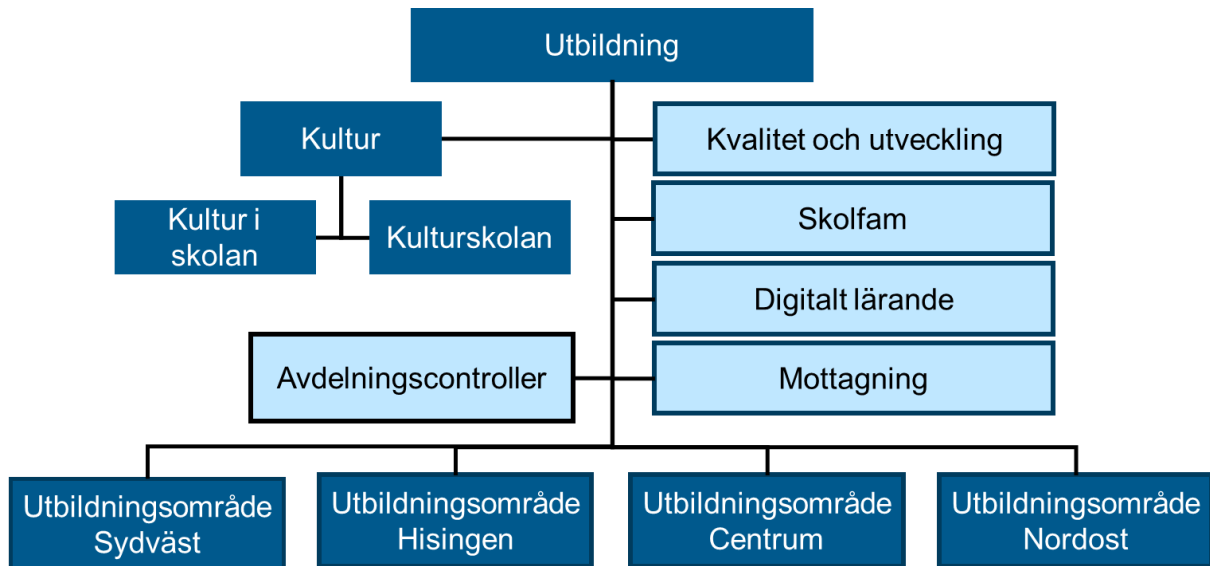 Utbildning
Kultur
Kvalitet och utveckling
Kultur i
skolan
Kulturskolan
Skolfam
Digitalt lärande
Avdelningscontroller
Mottagning
Utbildningsområde
Sydväst
Utbildningsområde
Hisingen
Utbildningsområde
Centrum
Utbildningsområde
Nordost